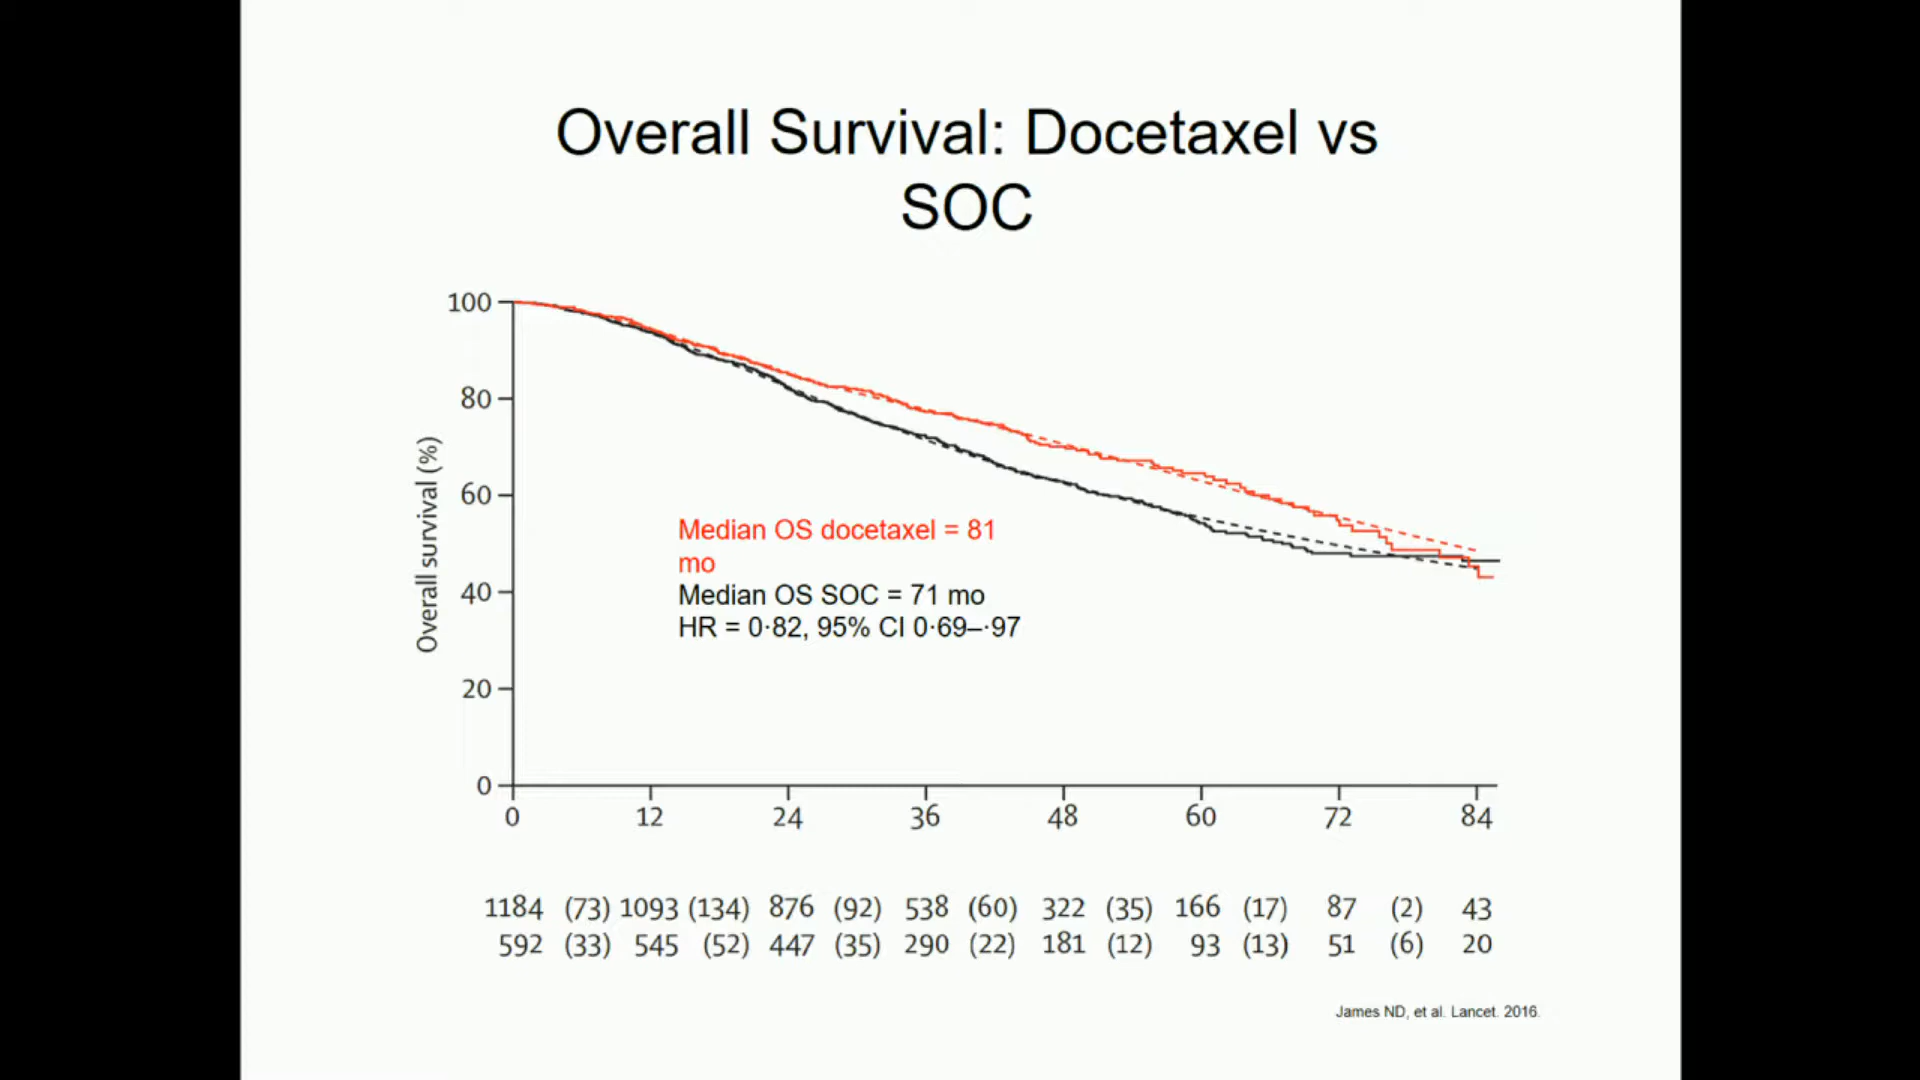 Overall Survival: Docetaxel vs
SOC
100
80
60
40
20
0
Overall survival (%)
Median OS docetaxel = 81
mo
Median OS SOC = 71 mo
HR = 0·82, 95% CI 0·69–·97
0 12 24 36 48 60 72 84
1184 (73) 1093 (134) 876 (92) 538 (60) 322 (35) 166 (17) 87 (2) 43
592 (33) 545 (52) 447 (35) 290 (22) 181 (12) 93 (13) 51 (6) 20
James ND, et al. Lancet. 2016.